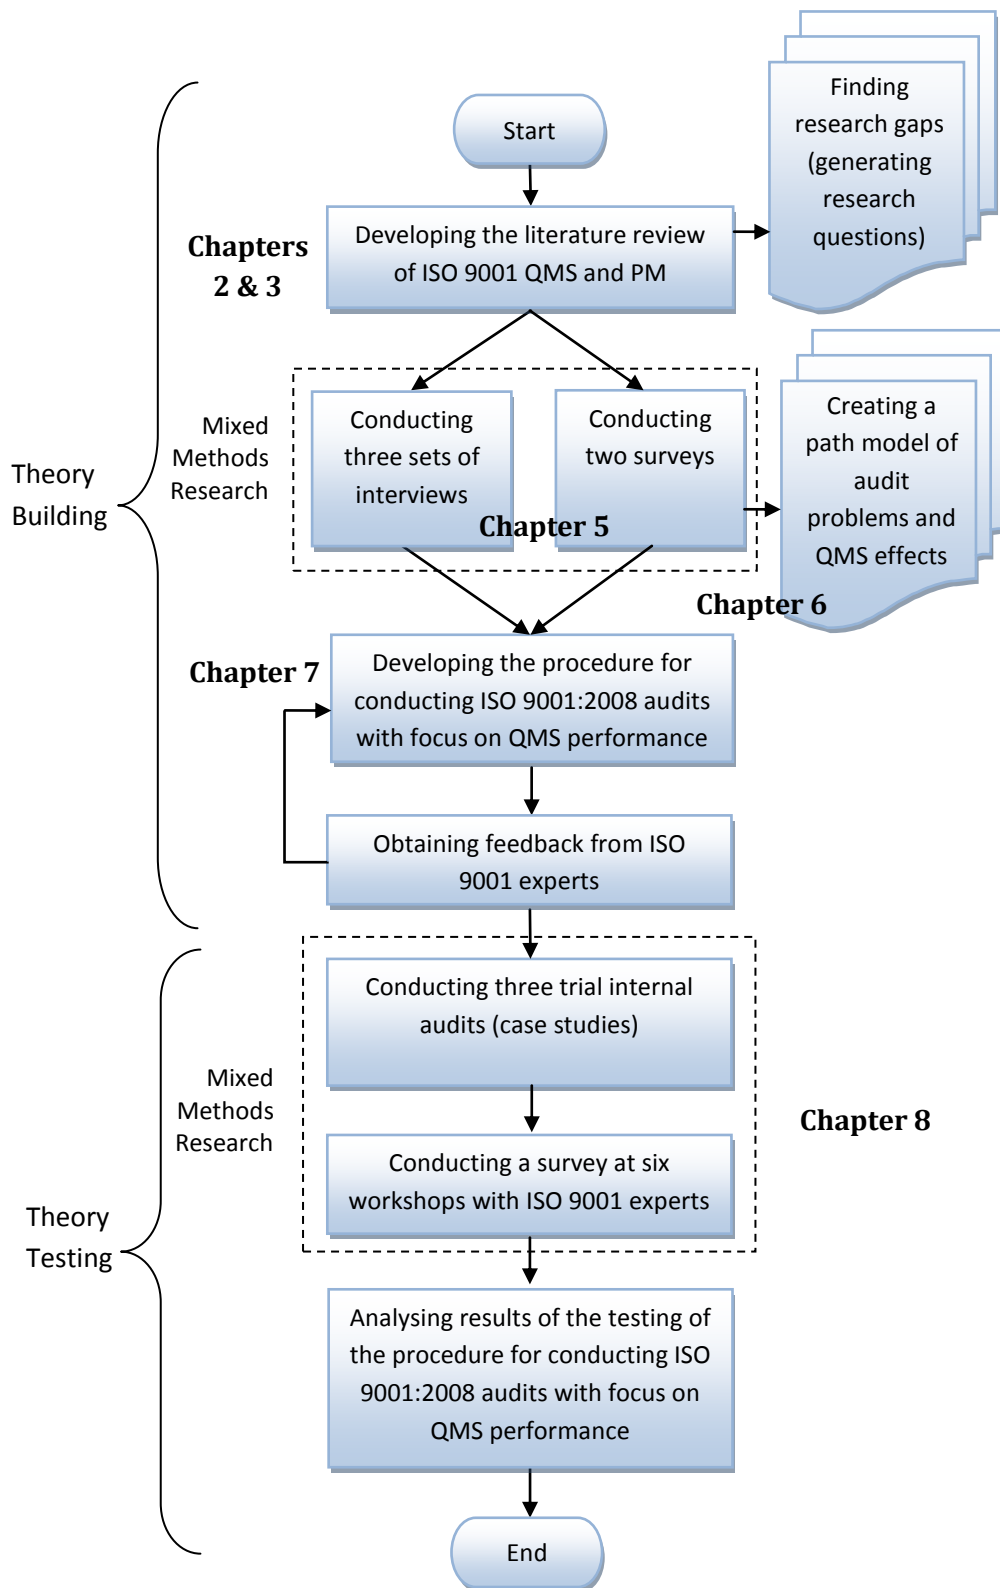 Start
Finding
research gaps
(generating
research
questions)
Chapters
2 & 3
Developing the literature review
of ISO 9001 QMS and PM
Mixed
Methods
Research
Conducting
three sets of
interviews
Conducting
two surveys
Chapter 5
Creating a
path model of
audit
problems and
QMS effects
Chapter 6
Theory
Building
Chapter 7
Developing the procedure for
conducting ISO 9001:2008 audits
with focus on QMS performance
Obtaining feedback from ISO
9001 experts
Conducting three trial internal
audits (case studies)
Mixed
Methods
Research
Chapter 8
Conducting a survey at six
workshops with ISO 9001 experts
Theory
Testing
Analysing results of the testing of
the procedure for conducting ISO
9001:2008 audits with focus on
QMS performance
End